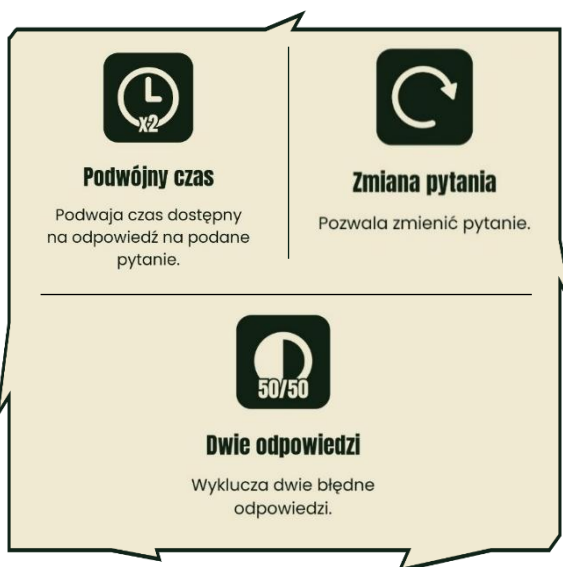 x2
Podwójny czas
Podwaja czas dostępny
na odpowiedź na podane
pytanie.
Zmiana pytania
Pozwala zmienić pytanie.
50/50
Dwie odpowiedzi
Wyklucza dwie błędne
odpowiedzi.